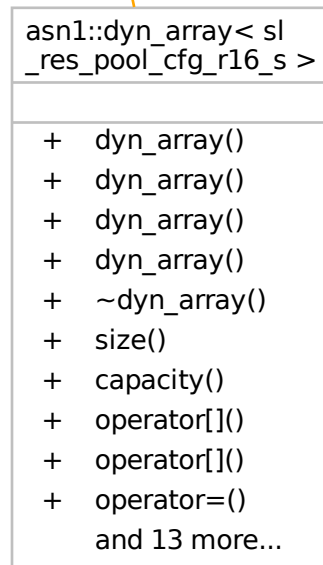 asn1::dyn_array< sl
_res_pool_cfg_r16_s >
+ dyn_array()
+ dyn_array()
+ dyn_array()
+ dyn_array()
+ ~dyn_array()
+ size()
+ capacity()
+ operator[]()
+ operator[]()
+ operator=()
and 13 more...